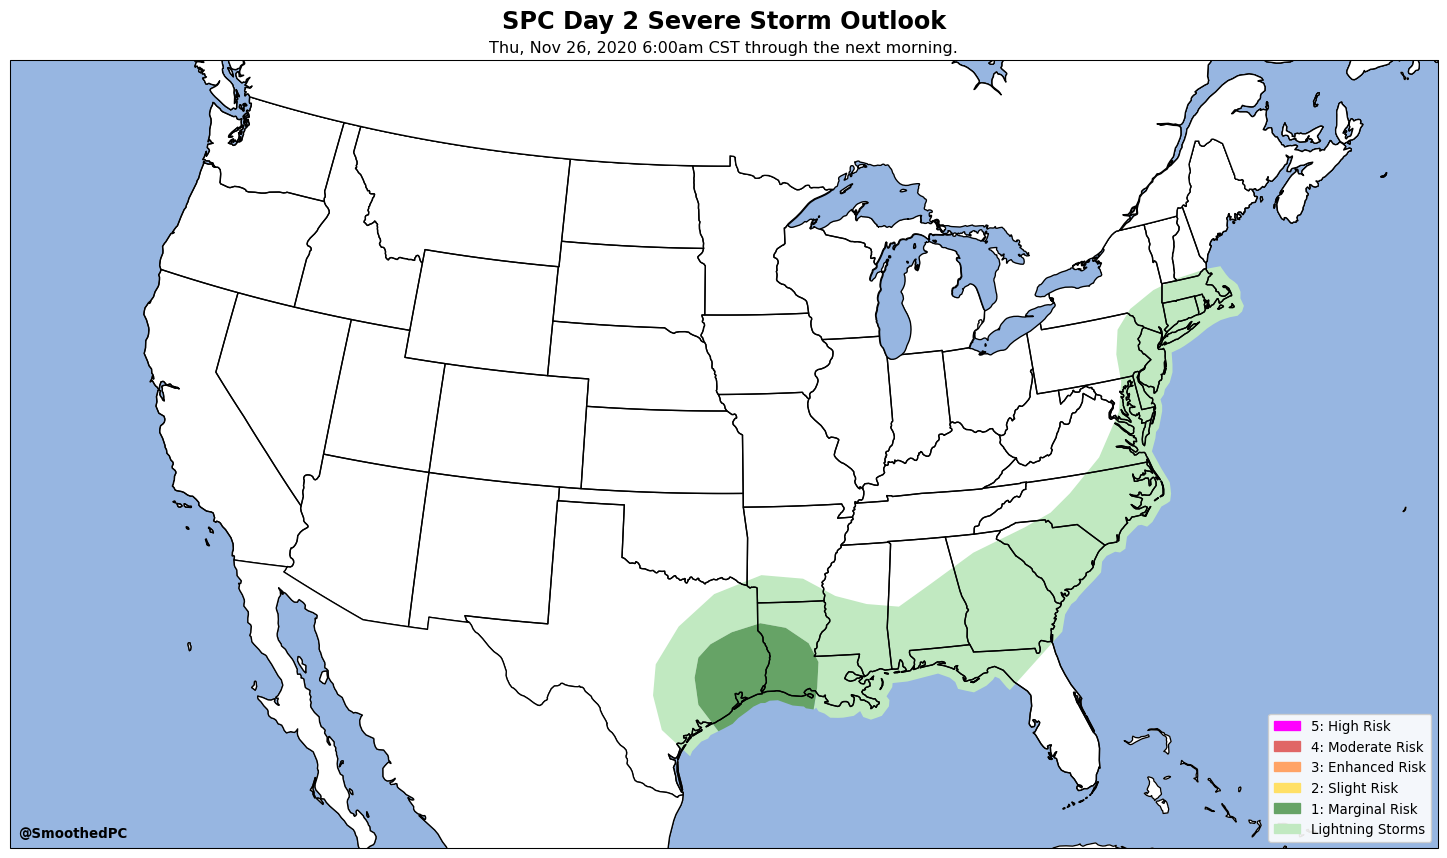 SPC Day 2 Severe Storm Outlook
Thu, Nov 26, 2020 6:00am CST through the next morning.
5: High Risk
4: Moderate Risk
3: Enhanced Risk
2: Slight Risk
1: Marginal Risk
Lightning Storms
@SmoothedPC